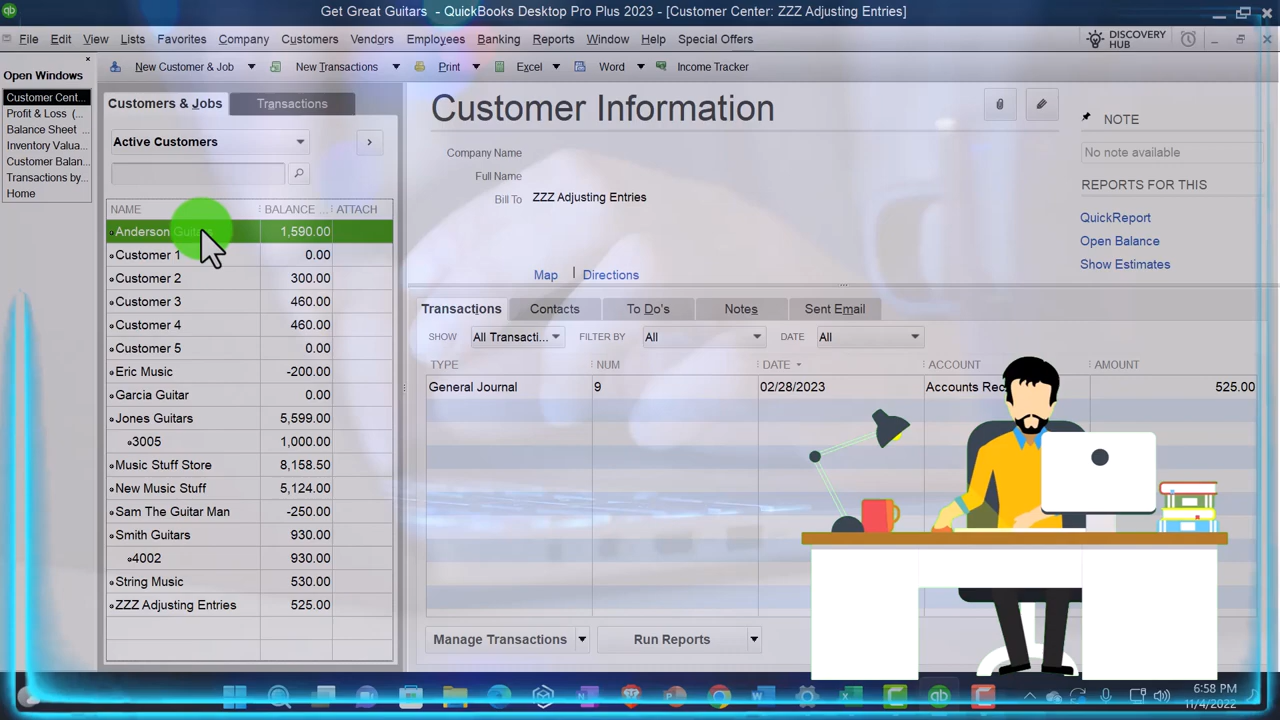 Get Great Guitars - QuickBooks Desktop Pro Plus 2023 - [Customer Center: ZZZ Adjusting Entries]
File Edit View Lists Favorites Company Customers Vendors Employees Banking Reports Window Help Special Offers
DISCOVERY HUB
New Customer & Job New Transactions Print Excel Word Income Tracker
Open Windows
Customer Cent...
Profit & Loss (...
Balance Sheet ...
Inventory Valua...
Customer Balan...
Transactions by...
Home
Customers & Jobs Transactions
Active Customers
NAME BALANCE ... ATTACH
Anderson Guitars 1,590.00
Customer 1 0.00
Customer 2 300.00
Customer 3 460.00
Customer 4 460.00
Customer 5 0.00
Eric Music -200.00
Garcia Guitar 0.00
Jones Guitars 5,599.00
3005 1,000.00
Music Stuff Store 8,158.50
New Music Stuff 5,124.00
Sam The Guitar Man -250.00
Smith Guitars 930.00
4002 930.00
String Music 530.00
ZZZ Adjusting Entries 525.00
Customer Information
Company Name
Full Name
Bill To ZZZ Adjusting Entries
Map | Directions
NOTE
No note available
REPORTS FOR THIS
QuickReport
Open Balance
Show Estimates
Transactions Contacts To Do's Notes Sent Email
SHOW All Transacti... FILTER BY All DATE All
TYPE NUM DATE ACCOUNT AMOUNT
General Journal 9 02/28/2023 Accounts Rec 525.00
Manage Transactions Run Reports
6:58 PM
11/4/2022